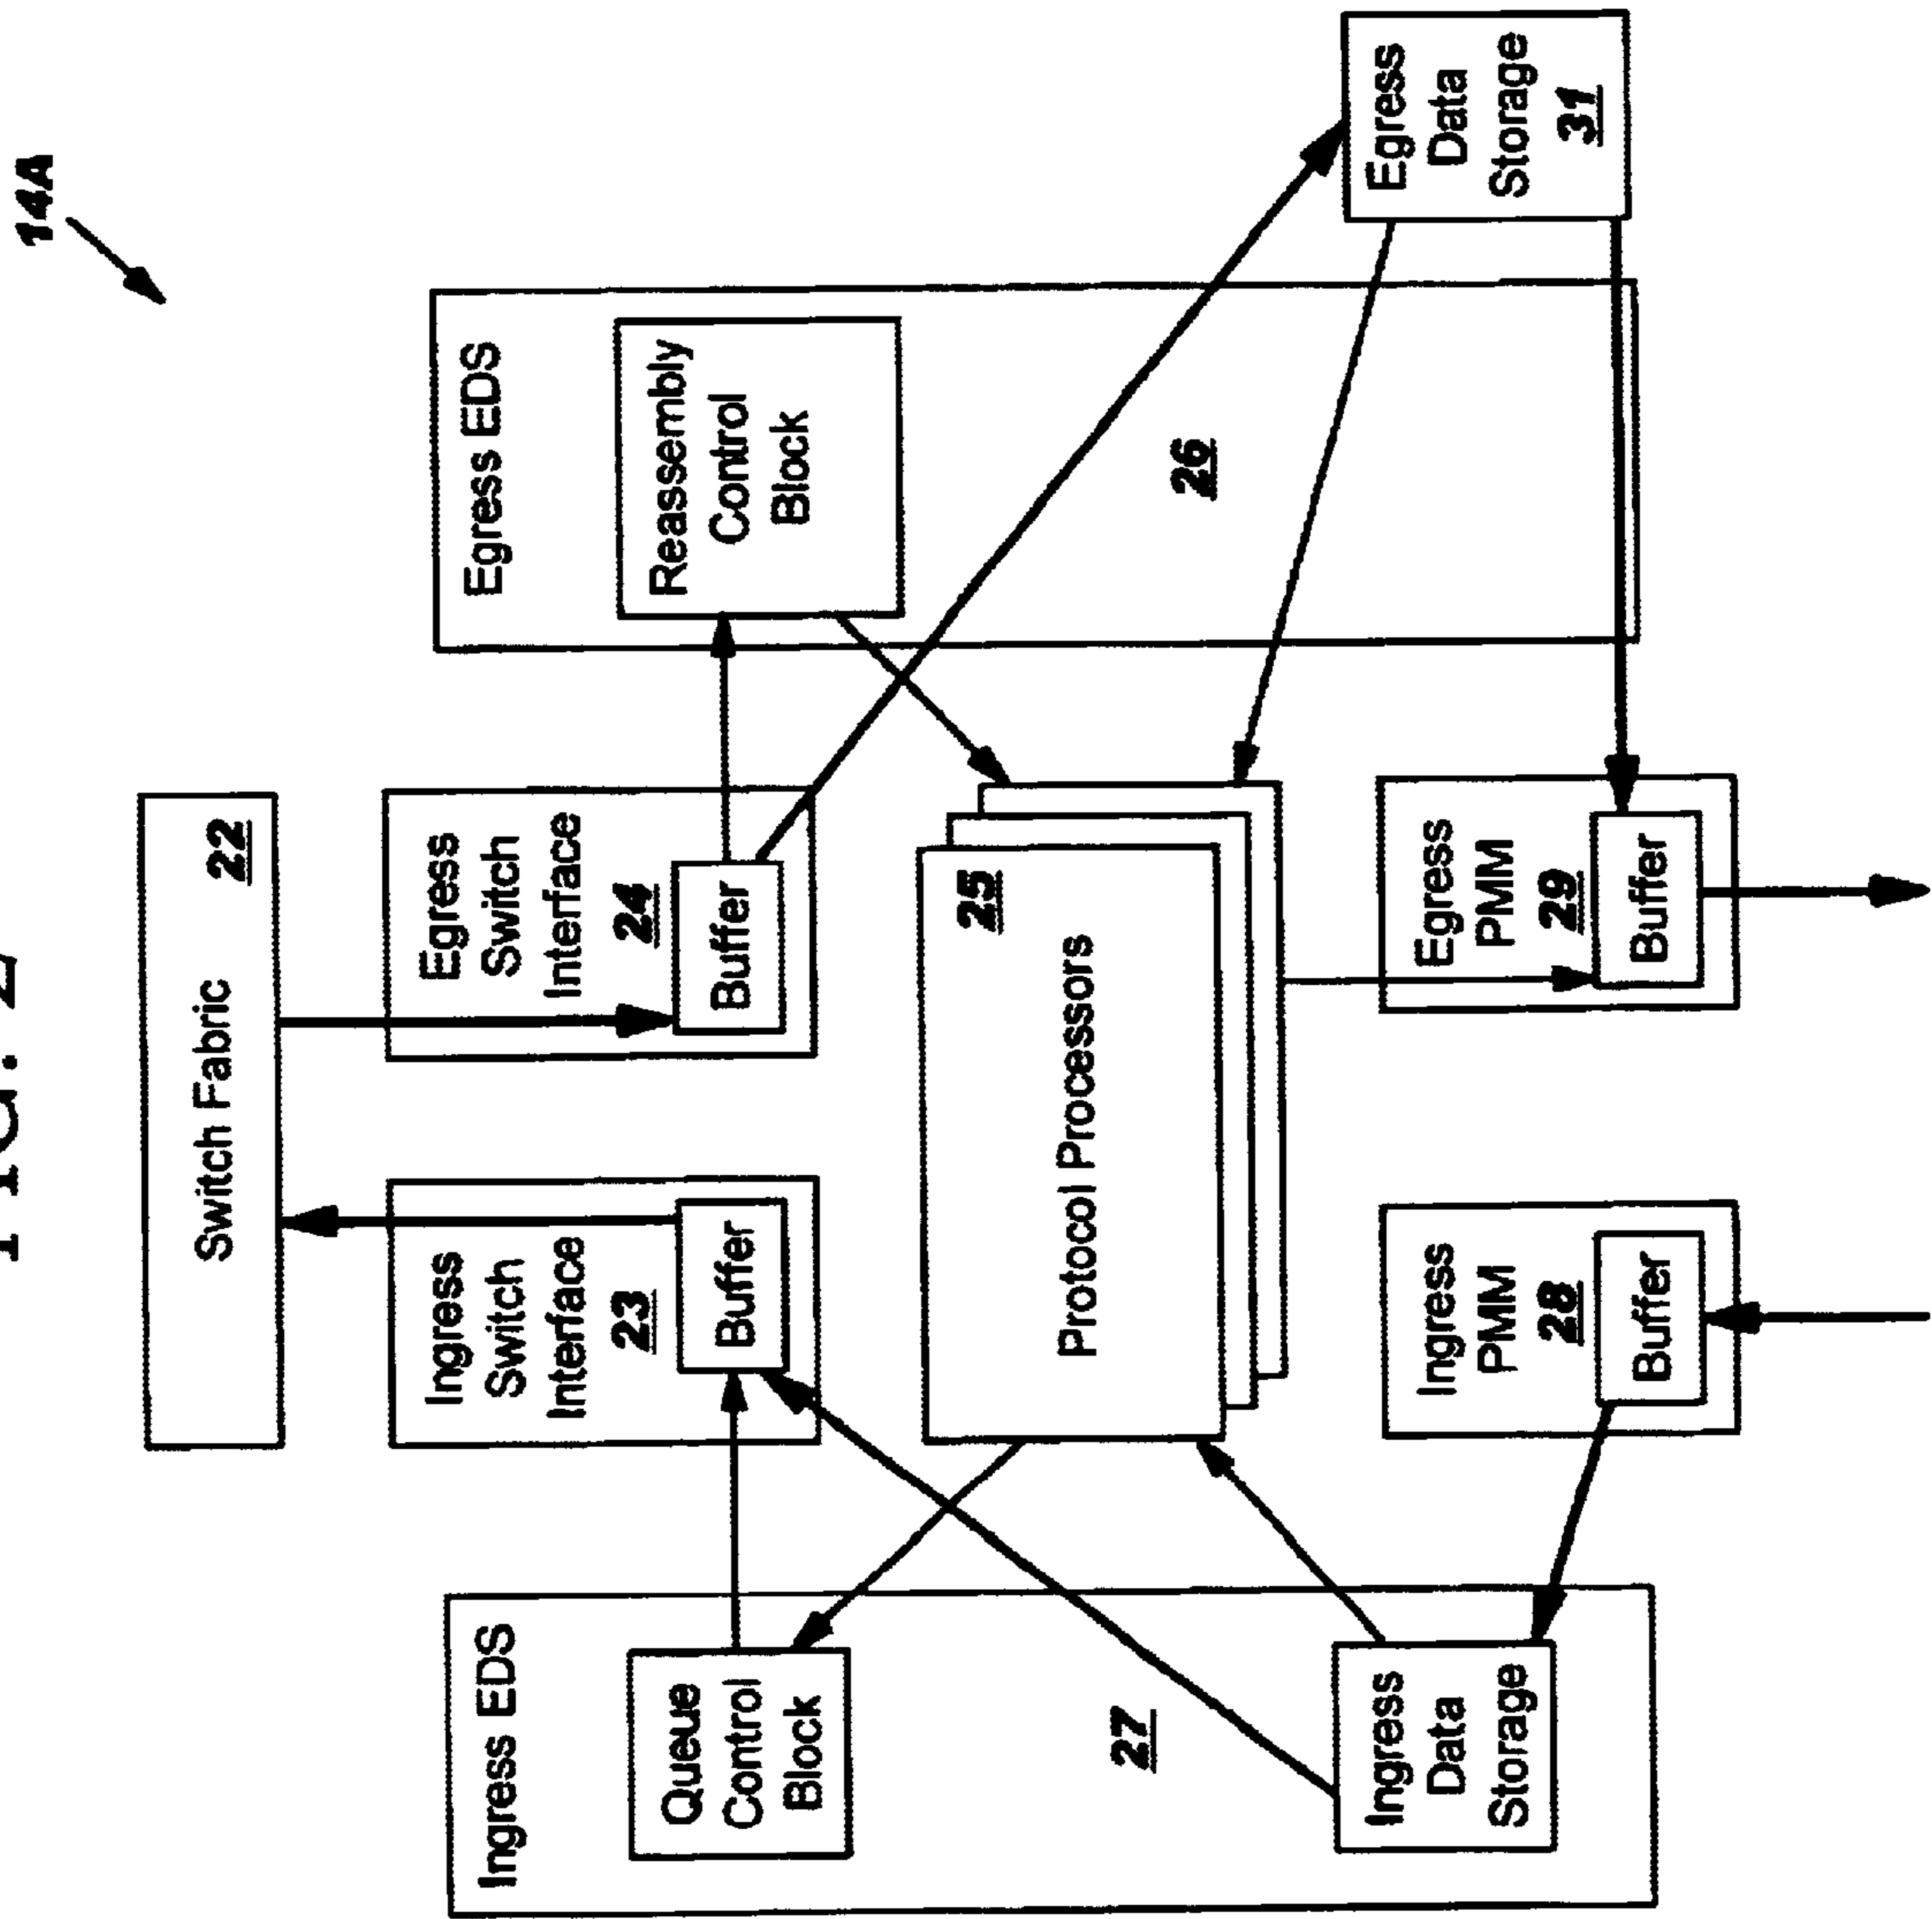 14A
Switch Fabric
22
Ingress EDS
Queue
Control
Block
27
Ingress
Data
Storage
Ingress
Switch
Interface
23
Buffer
Egress
Switch
Interface
24
Buffer
Egress EDS
Reassembly
Control
Block
26
25
Protocol Processors
Ingress
PMM
28
Buffer
Egress
PMM
29
Buffer
Egress
Data
Storage
31